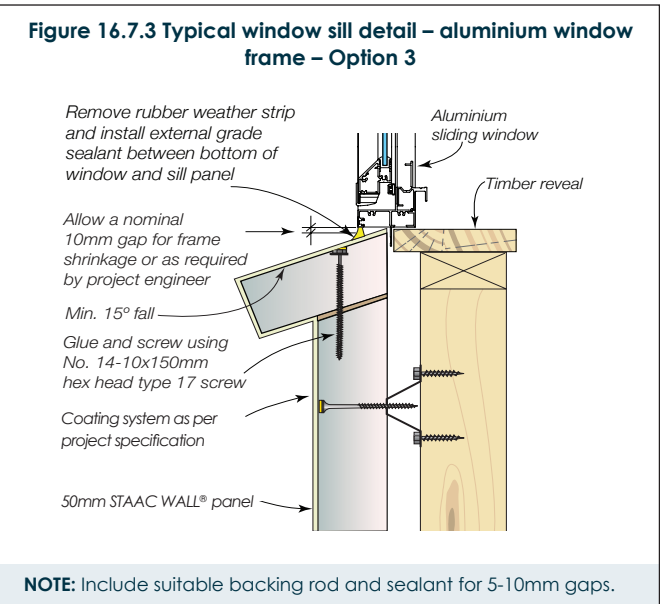 Figure 16.7.3 Typical window sill detail – aluminium window
frame – Option 3
Remove rubber weather strip
and install external grade
sealant between bottom of
window and sill panel
Aluminium
sliding window
Timber reveal
Allow a nominal
10mm gap for frame
shrinkage or as required
by project engineer
Min. 15° fall
Glue and screw using
No. 14-10x150mm
hex head type 17 screw
Coating system as per
project specification
50mm STAAC WALL® panel
NOTE: Include suitable backing rod and sealant for 5-10mm gaps.